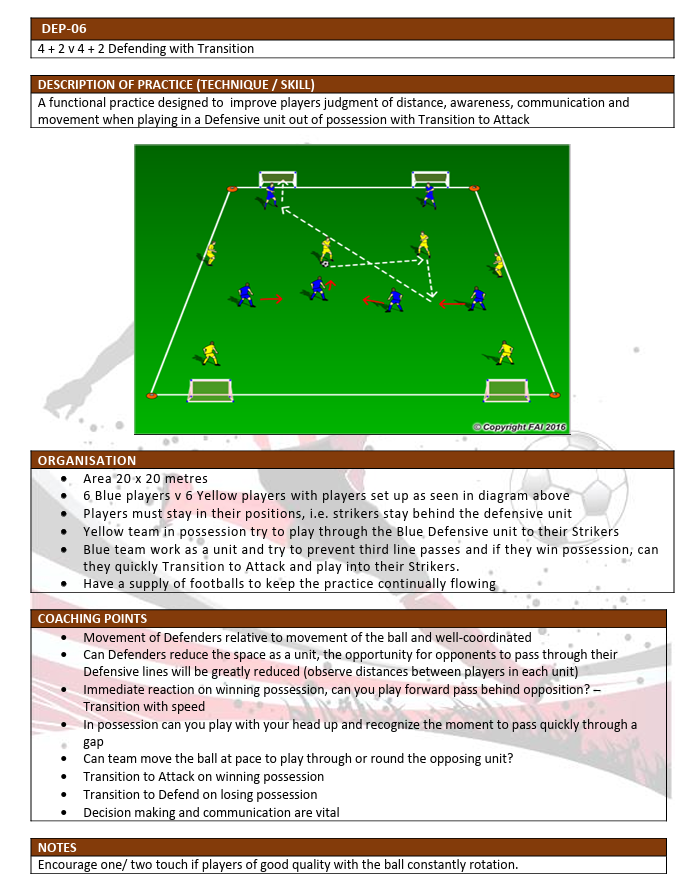 DEP-06
4 + 2 v 4 + 2 Defending with Transition
DESCRIPTION OF PRACTICE (TECHNIQUE / SKILL)
A functional practice designed to improve players judgment of distance, awareness, communication and
movement when playing in a Defensive unit out of possession with Transition to Attack
© Copyright FAI 2016
ORGANISATION
• Area 20 x 20 metres
• 6 Blue players v 6 Yellow players with players set up as seen in diagram above
• Players must stay in their positions, i.e. strikers stay behind the defensive unit
• Yellow team in possession try to play through the Blue Defensive unit to their Strikers
• Blue team work as a unit and try to prevent third line passes and if they win possession, can
they quickly Transition to Attack and play into their Strikers.
• Have a supply of footballs to keep the practice continually flowing
COACHING POINTS
• Movement of Defenders relative to movement of the ball and well-coordinated
• Can Defenders reduce the space as a unit, the opportunity for opponents to pass through their
Defensive lines will be greatly reduced (observe distances between players in each unit)
• Immediate reaction on winning possession, can you play forward pass behind opposition? –
Transition with speed
• In possession can you play with your head up and recognize the moment to pass quickly through a
gap
• Can team move the ball at pace to play through or round the opposing unit?
• Transition to Attack on winning possession
• Transition to Defend on losing possession
• Decision making and communication are vital
NOTES
Encourage one/ two touch if players of good quality with the ball constantly rotation.